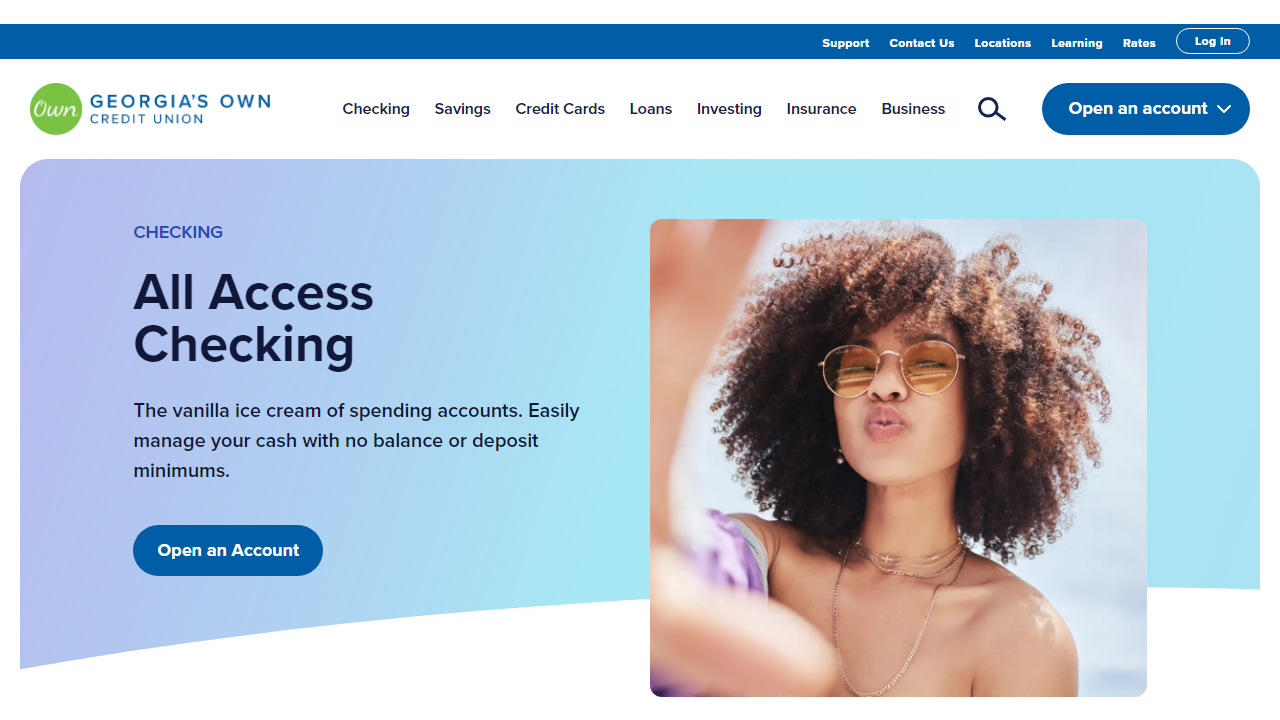 Support Contact Us Locations Learning Rates Log In
Own GEORGIA'S OWN
CREDIT UNION
Checking Savings Credit Cards Loans Investing Insurance Business Open an account
CHECKING
All Access
Checking
The vanilla ice cream of spending accounts. Easily
manage your cash with no balance or deposit
minimums.
Open an Account